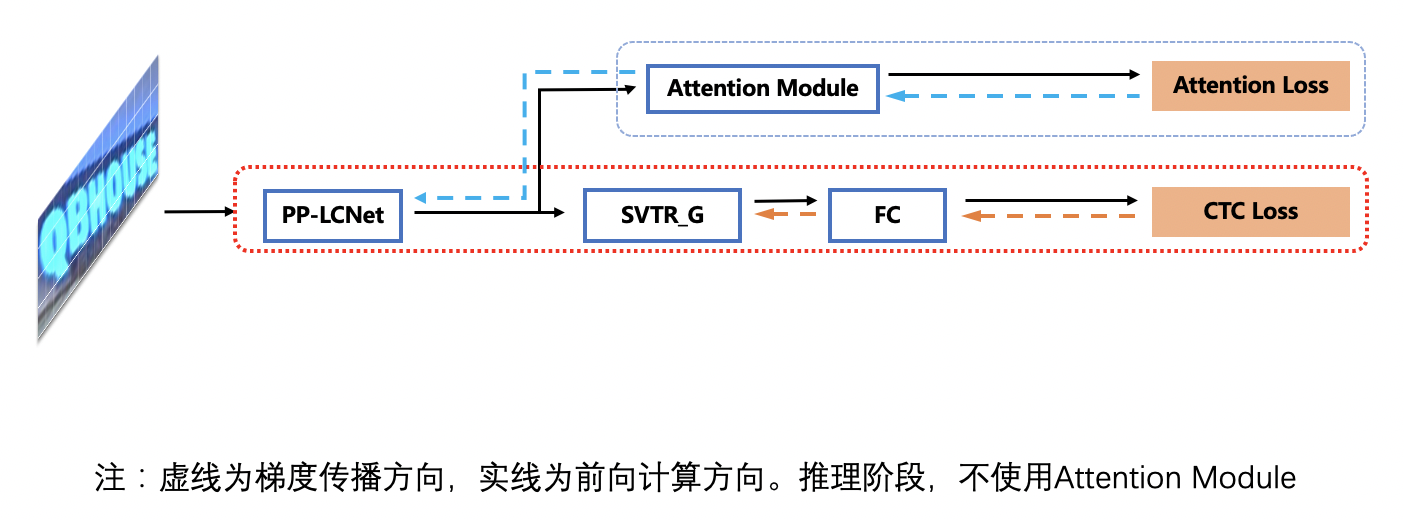 Attention Module
Attention Loss
QBHOUSE
PP-LCNet
SVTR_G
FC
CTC Loss
注：虚线为梯度传播方向，实线为前向计算方向。推理阶段，不使用Attention Module